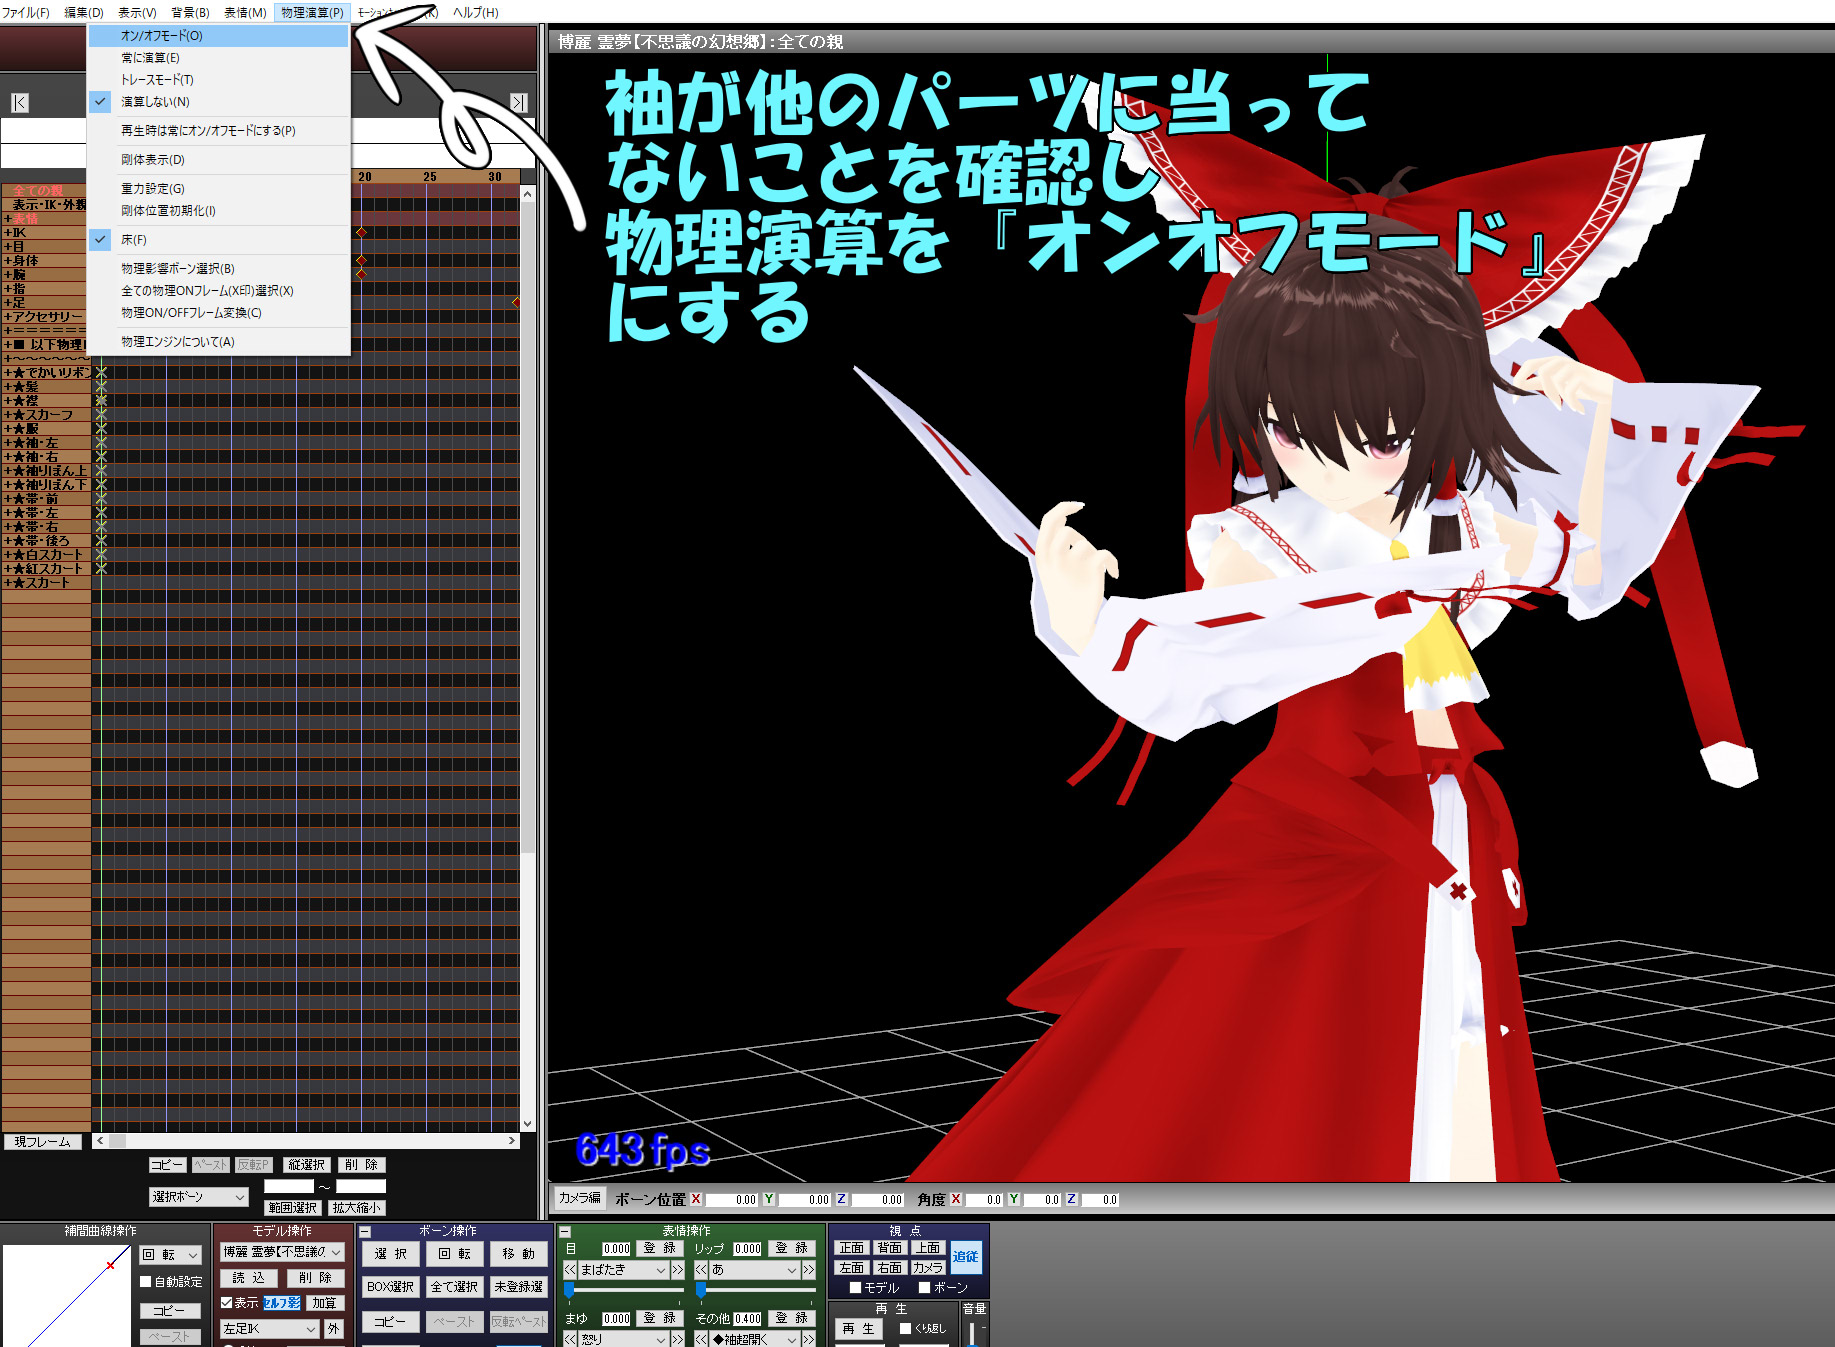 ファイル(F) 編集(D) 表示(V) 背景(B) 表情(M) 物理演算(P) ヘルプ(H)
オン/オフモード(O)
常に演算(E)
トレースモード(T)
演算しない(N)
再生時は常にオン/オフモードにする(P)
剛体表示(D)
重力設定(G)
剛体位置初期化(I)
床(F)
物理影響ボーン選択(B)
全ての物理ONフレーム(X印)選択(X)
物理ON/OFFフレーム変換(C)
物理エンジンについて(A)
博麗 霊夢【不思議の幻想郷】:全ての親
袖が他のパーツに当って
ないことを確認し
物理演算を『オンオフモード』
にする
|< >|
20 25 30
全ての親
表示・IK・外親
+表情
+IK
+目
+身体
+腕
+指
+足
+アクセサリー
+======
+■ 以下物理
+~~~~~~
+★でかいリボン
+★髪
+★襟
+★スカーフ
+★服
+★袖・左
+★袖・右
+★袖りぼん上
+★袖りぼん下
+★帯・前
+★帯・左
+★帯・右
+★帯・後ろ
+★白スカート
+★紅スカート
+★スカート
643 fps
現フレーム < >
コピー ペースト 反転P 縦選択 削 除
選択ボーン ~
範囲選択 拡大縮小
カメラ編 ボーン位置 X 0.00 Y 0.00 Z 0.00 角度 X 0.0 Y 0.0 Z 0.0
補間曲線操作
回 転
自動設定
コピー
ペースト
モデル操作
博麗 霊夢【不思議の
読 込 削 除
表示 セルフ影 加算
左足IK 外
ボーン操作
選 択 回 転 移 動
BOX選択 全て選択 未登録選
コピー ペースト 反転ペースト
表情操作
目 0.000 登 録 リップ 0.000 登 録
<< まばたき >> << あ >>
まゆ 0.000 登 録 その他 0.400 登 録
<< 怒り >> << ◆袖超開く >>
視 点
正面 背面 上面 追従
左面 右面 カメラ
モデル ボーン
再 生 音量
再 生 くり返し